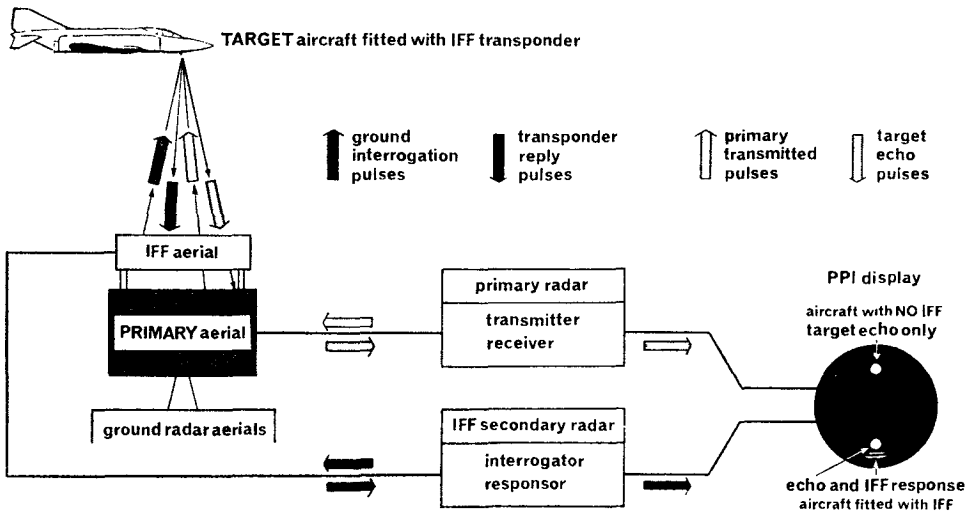 TARGET aircraft fitted with IFF transponder
ground
interrogation
pulses
transponder
reply
pulses
primary
transmitted
pulses
target
echo
pulses
IFF aerial
PRIMARY aerial
ground radar aerials
primary radar
transmitter
receiver
IFF secondary radar
interrogator
responsor
PPI display
aircraft with NO IFF
target echo only
echo and IFF response
aircraft fitted with IFF